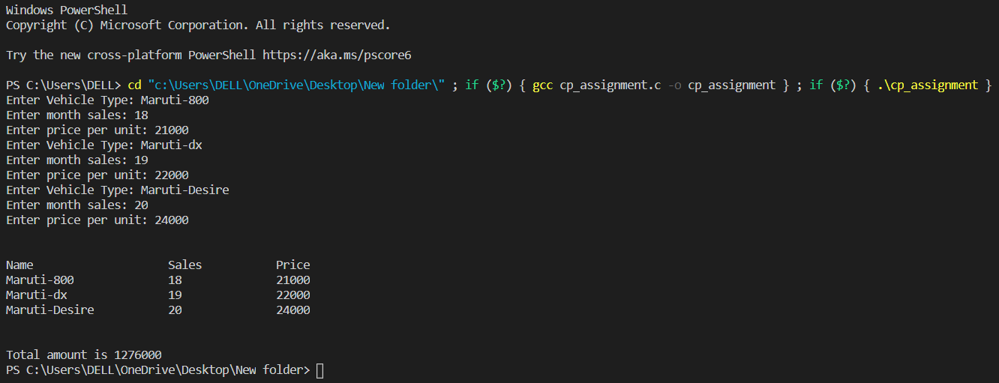 Windows PowerShell
Copyright (C) Microsoft Corporation. All rights reserved.
Try the new cross-platform PowerShell https://aka.ms/pscore6
PS C:\Users\DELL> cd "c:\Users\DELL\OneDrive\Desktop\New folder\" ; if ($?) { gcc cp_assignment.c -o cp_assignment } ; if ($?) { .\cp_assignment }
Enter Vehicle Type: Maruti-800
Enter month sales: 18
Enter price per unit: 21000
Enter Vehicle Type: Maruti-dx
Enter month sales: 19
Enter price per unit: 22000
Enter Vehicle Type: Maruti-Desire
Enter month sales: 20
Enter price per unit: 24000
Name Sales Price
Maruti-800 18 21000
Maruti-dx 19 22000
Maruti-Desire 20 24000
Total amount is 1276000
PS C:\Users\DELL\OneDrive\Desktop\New folder>